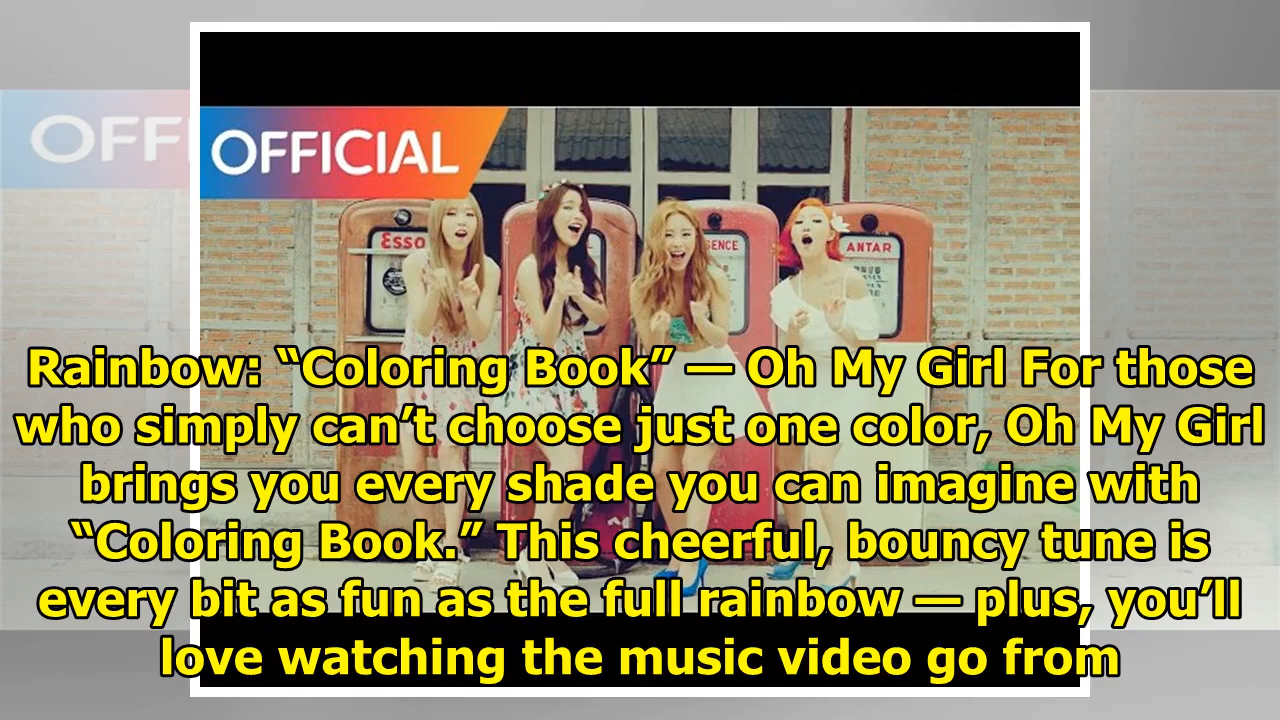 OFFI
OFFICIAL
Esso
GENCE
ANTAR
Rainbow: “Coloring Book” — Oh My Girl For those
who simply can’t choose just one color, Oh My Girl
brings you every shade you can imagine with
“Coloring Book.” This cheerful, bouncy tune is
every bit as fun as the full rainbow — plus, you’ll
love watching the music video go from